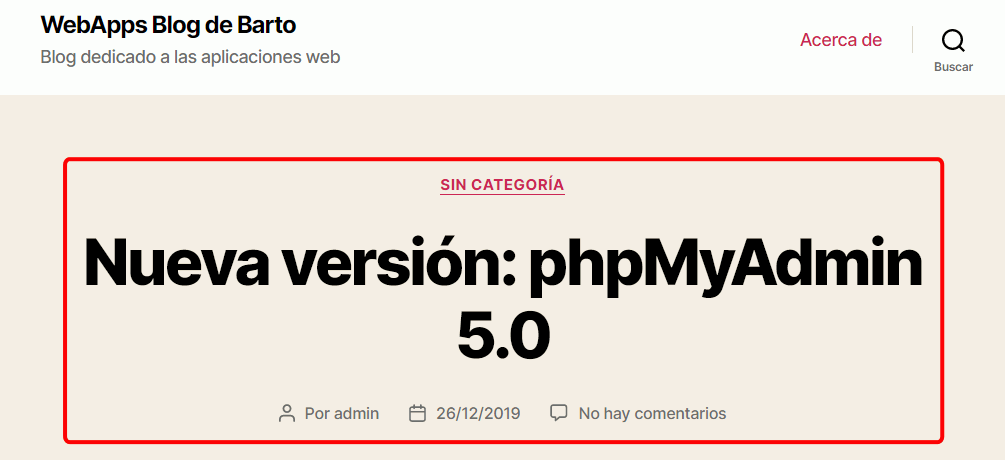 WebApps Blog de Barto
Blog dedicado a las aplicaciones web
Acerca de
Buscar
SIN CATEGORÍA
Nueva versión: phpMyAdmin
5.0
Por admin 26/12/2019 No hay comentarios